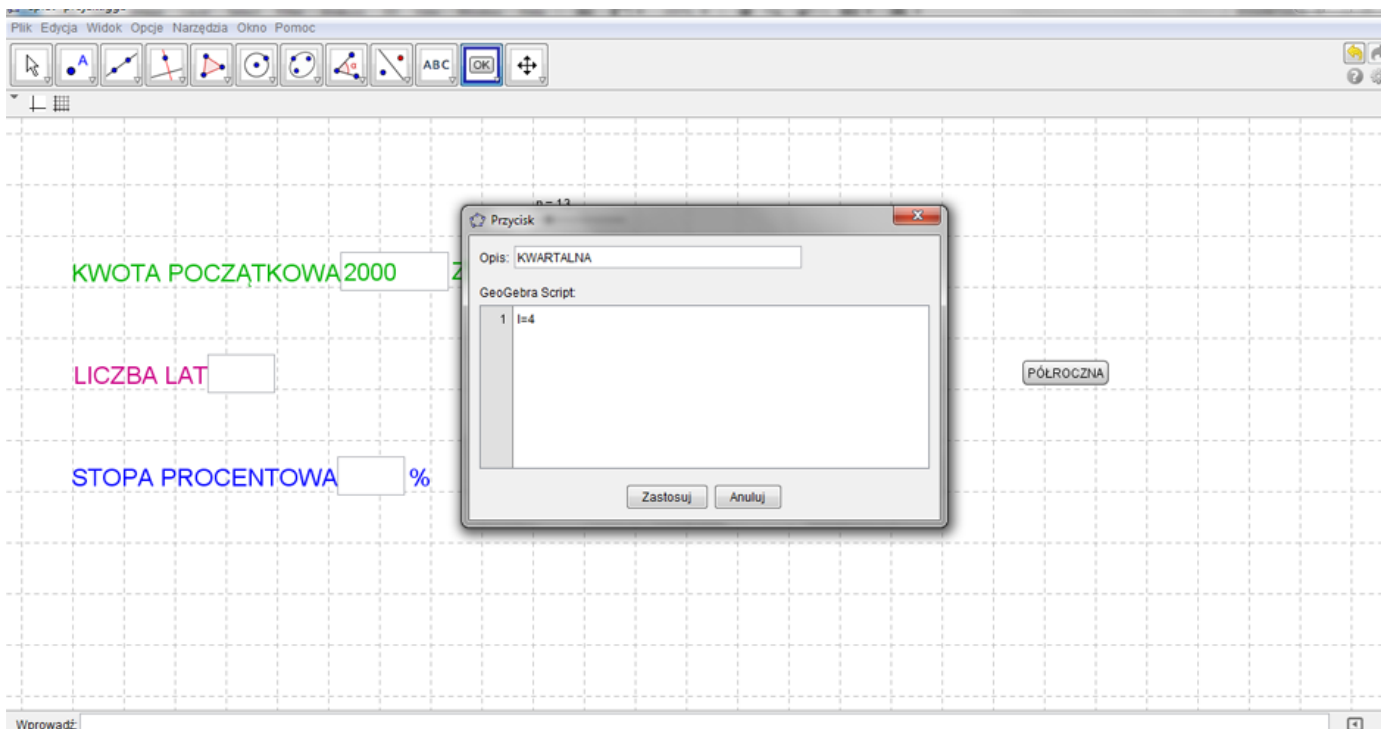 Plik Edycja Widok Opcje Narzędzia Okno Pomoc
A
α
ABC
OK
n = 13
Przycisk
Opis: KWARTALNA
KWOTA POCZĄTKOWA 2000
GeoGebra Script:
1 l=4
LICZBA LAT
PÓŁROCZNA
STOPA PROCENTOWA %
Zastosuj Anuluj
Wprowadź: